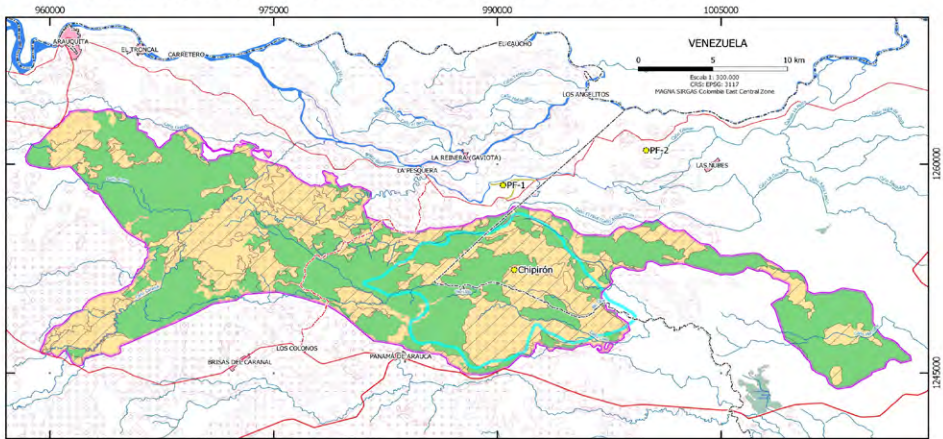 960000
975000
990000
1005000
ARAUQUITA
EL TRONCAL
CARRETERO
EL CAUCHO
VENEZUELA
0 5 10 km
Escala 1: 300.000
CRS: EPSG: 3117
MAGNA SIRGAS Colombia East Central Zone
LOS ANGELITOS
LA REINERA (GAVIOTA)
LA PESQUERA
PF-2
LAS NUBES
PF-1
1260000
Chipirón
LOS COLONOS
BRISAS DEL CARANAL
PANAMÁ DE ARAUCA
1245000